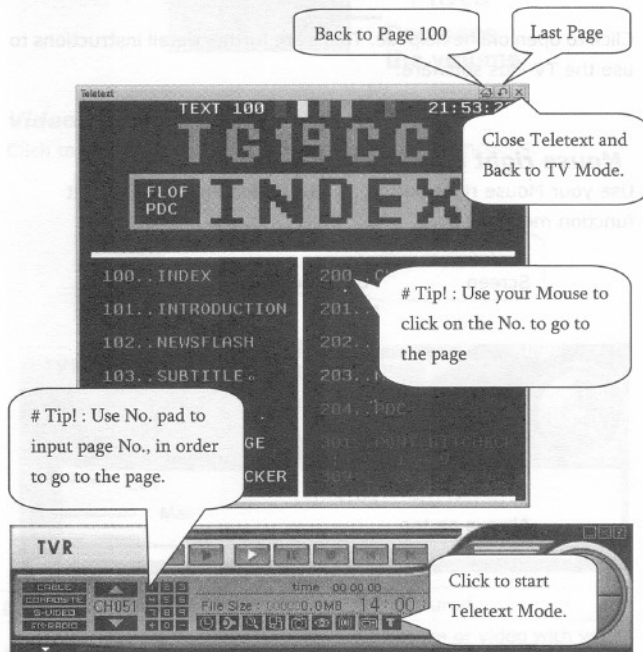 Back to Page 100
Last Page
Teletext
TEXT 100 21:53:2
TG19CC
Close Teletext and
Back to TV Mode.
FLOF
PDC
INDEX
100..INDEX
101..INTRODUCTION
102..NEWSFLASH
103..SUBTITLE
200..
201..
202..
203..
204..PDC
# Tip! : Use your Mouse to
click on the No. to go to
the page
# Tip! : Use No. pad to
input page No., in order
to go to the page.
GE
CKER
TVR
CABLE
COMPOSITE
S-VIDEO
FM-RADIO
CH051
time 00:00:00
File Size : 000000.0MB 14:00
Click to start
Teletext Mode.